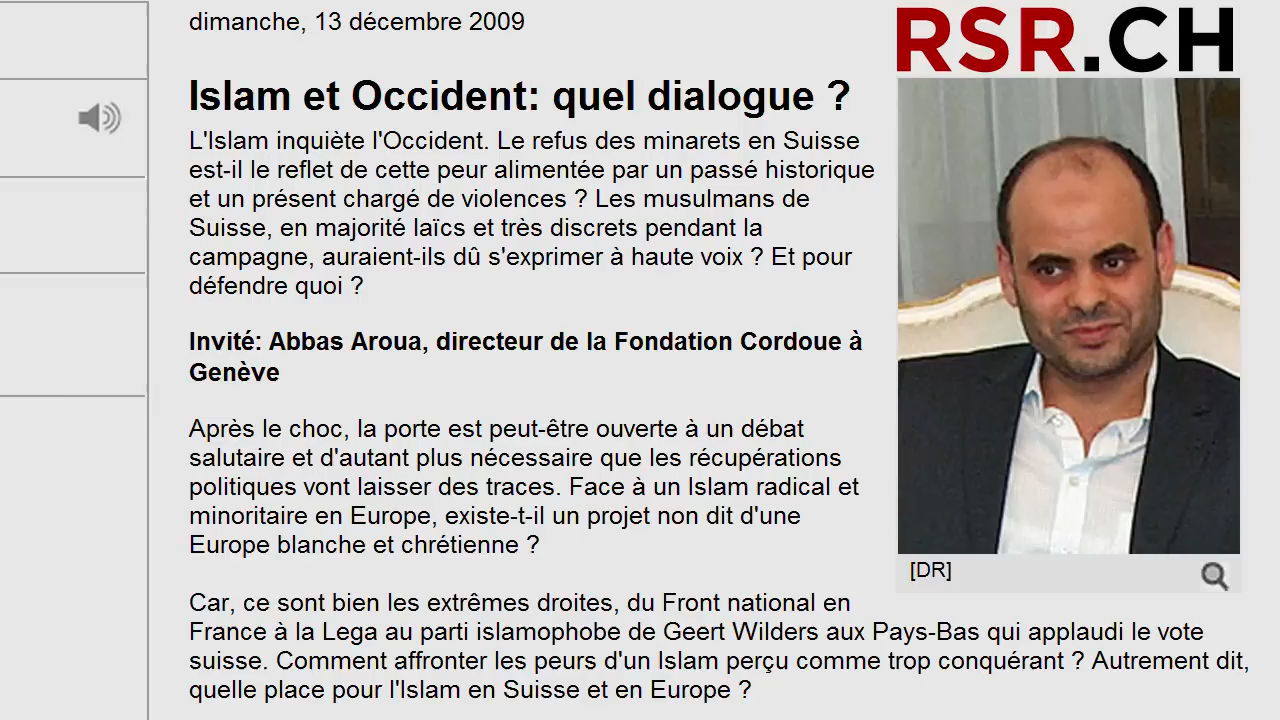 dimanche, 13 décembre 2009
RSR.CH
Islam et Occident: quel dialogue ?
L'Islam inquiète l'Occident. Le refus des minarets en Suisse
est-il le reflet de cette peur alimentée par un passé historique
et un présent chargé de violences ? Les musulmans de
Suisse, en majorité laïcs et très discrets pendant la
campagne, auraient-ils dû s'exprimer à haute voix ? Et pour
défendre quoi ?
Invité: Abbas Aroua, directeur de la Fondation Cordoue à
Genève
Après le choc, la porte est peut-être ouverte à un débat
salutaire et d'autant plus nécessaire que les récupérations
politiques vont laisser des traces. Face à un Islam radical et
minoritaire en Europe, existe-t-il un projet non dit d'une
Europe blanche et chrétienne ?
[DR]
Car, ce sont bien les extrêmes droites, du Front national en
France à la Lega au parti islamophobe de Geert Wilders aux Pays-Bas qui applaudi le vote
suisse. Comment affronter les peurs d'un Islam perçu comme trop conquérant ? Autrement dit,
quelle place pour l'Islam en Suisse et en Europe ?